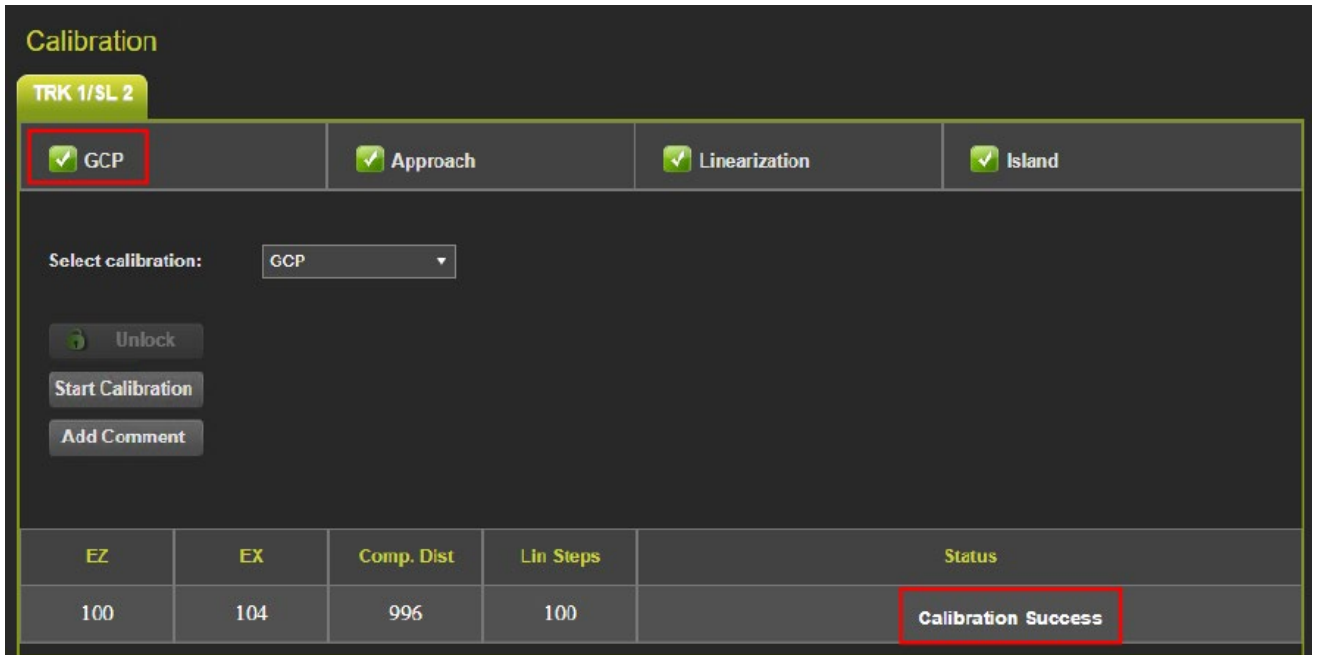 Calibration
TRK 1/SL 2
GCP Approach Linearization Island
Select calibration: GCP
Unlock
Start Calibration
Add Comment
EZ EX Comp. Dist Lin Steps Status
100 104 996 100 Calibration Success